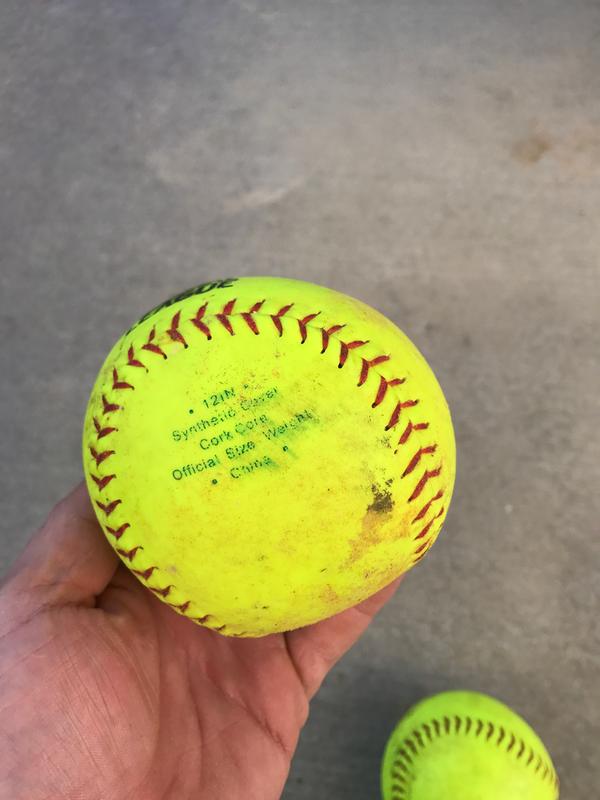 • 12IN •
Synthetic Cover
Cork Core
Official Size Weight
• China •